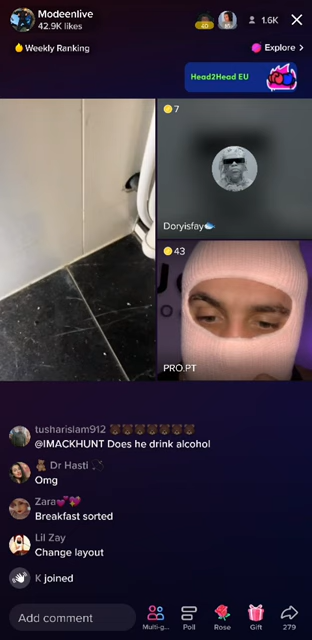 Modeenlive
42.9K likes
40
1.6K
Weekly Ranking
Explore >
Head2Head EU
7
Doryisfay
43
PRO.PT
tusharislam912
@IMACKHUNT Does he drink alcohol
Dr Hasti
Omg
Zara
Breakfast sorted
Lil Zay
Change layout
K joined
Add comment
Multi-g...
Poll
Rose
Gift
279